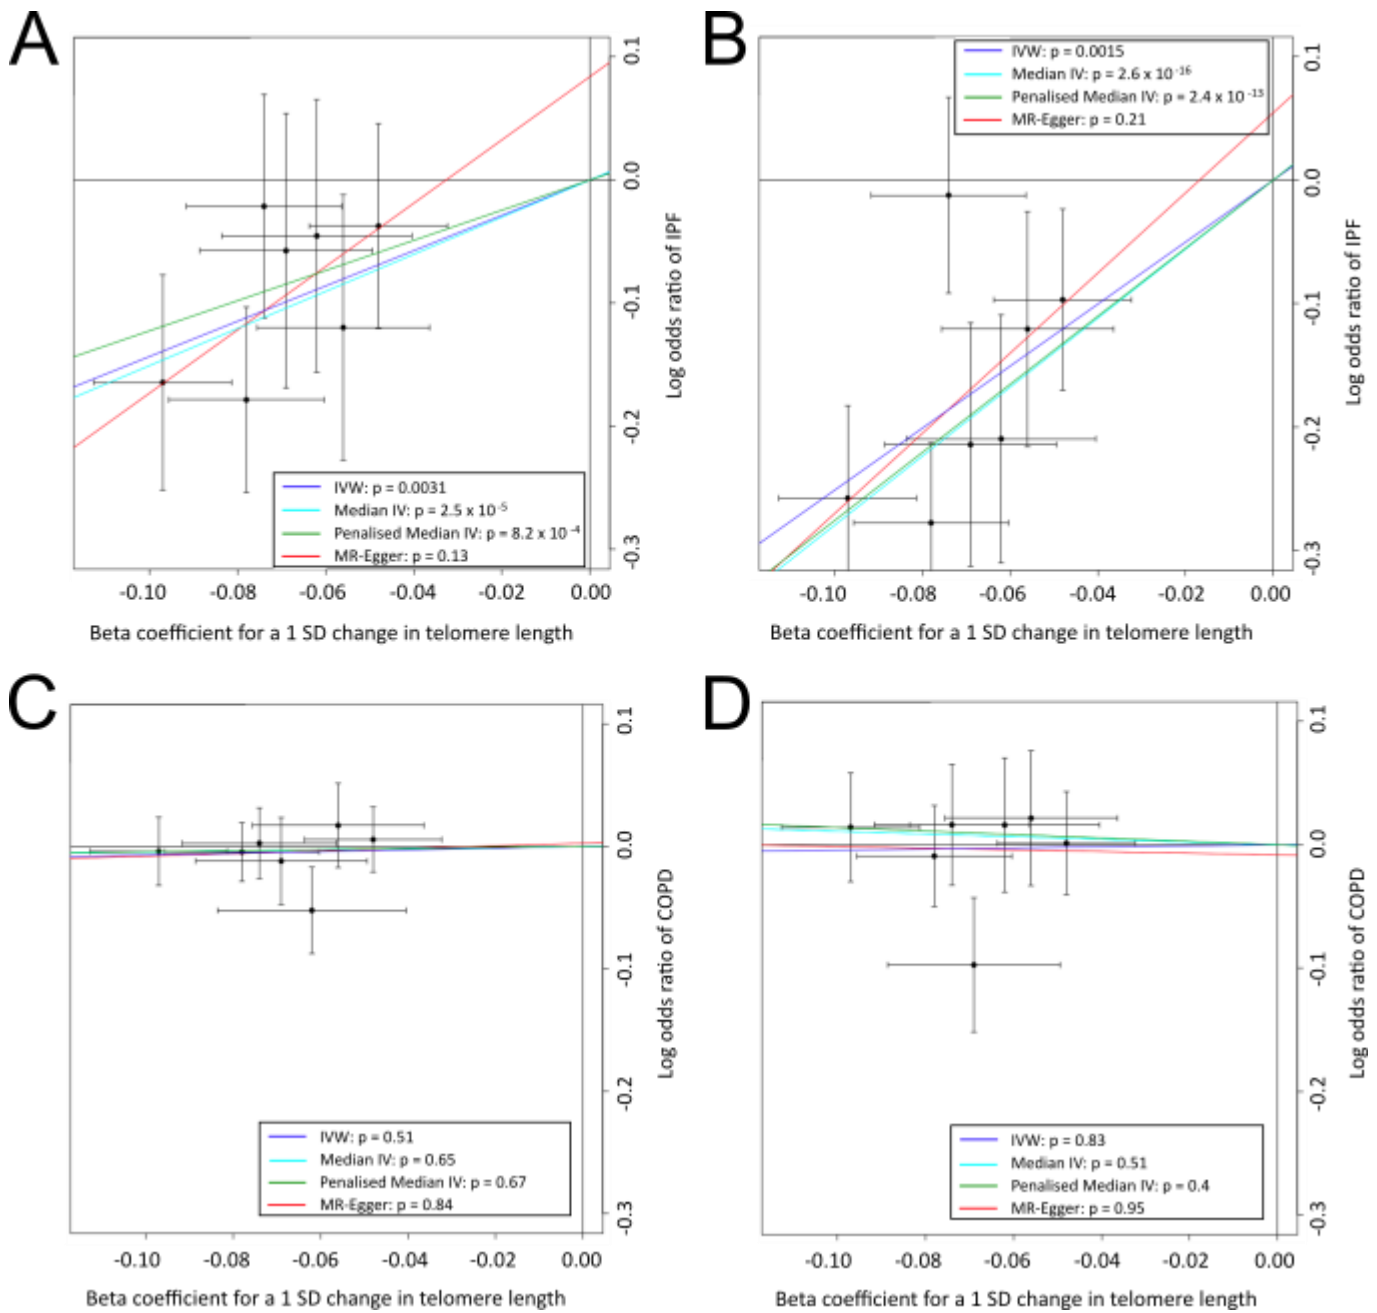 A
0.1
0.0
-0.1
-0.2
-0.3
Log odds ratio of IPF
IVW: p = 0.0031
Median IV: p = 2.5 x 10 -5
Penalised Median IV: p = 8.2 x 10 -4
MR-Egger: p = 0.13
-0.10 -0.08 -0.06 -0.04 -0.02 0.00
Beta coefficient for a 1 SD change in telomere length
B
IVW: p = 0.0015
Median IV: p = 2.6 x 10 -16
Penalised Median IV: p = 2.4 x 10 -13
MR-Egger: p = 0.21
0.1
0.0
-0.1
-0.2
-0.3
Log odds ratio of IPF
-0.10 -0.08 -0.06 -0.04 -0.02 0.00
Beta coefficient for a 1 SD change in telomere length
C
0.1
0.0
-0.1
-0.2
-0.3
Log odds ratio of COPD
IVW: p = 0.51
Median IV: p = 0.65
Penalised Median IV: p = 0.67
MR-Egger: p = 0.84
-0.10 -0.08 -0.06 -0.04 -0.02 0.00
Beta coefficient for a 1 SD change in telomere length
D
0.1
0.0
-0.1
-0.2
-0.3
Log odds ratio of COPD
IVW: p = 0.83
Median IV: p = 0.51
Penalised Median IV: p = 0.4
MR-Egger: p = 0.95
-0.10 -0.08 -0.06 -0.04 -0.02 0.00
Beta coefficient for a 1 SD change in telomere length